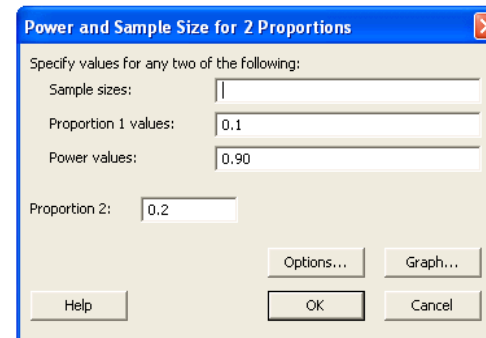 Power and Sample Size for 2 Proportions
Specify values for any two of the following:
Sample sizes:
Proportion 1 values: 0.1
Power values: 0.90
Proportion 2: 0.2
Options... Graph...
Help OK Cancel